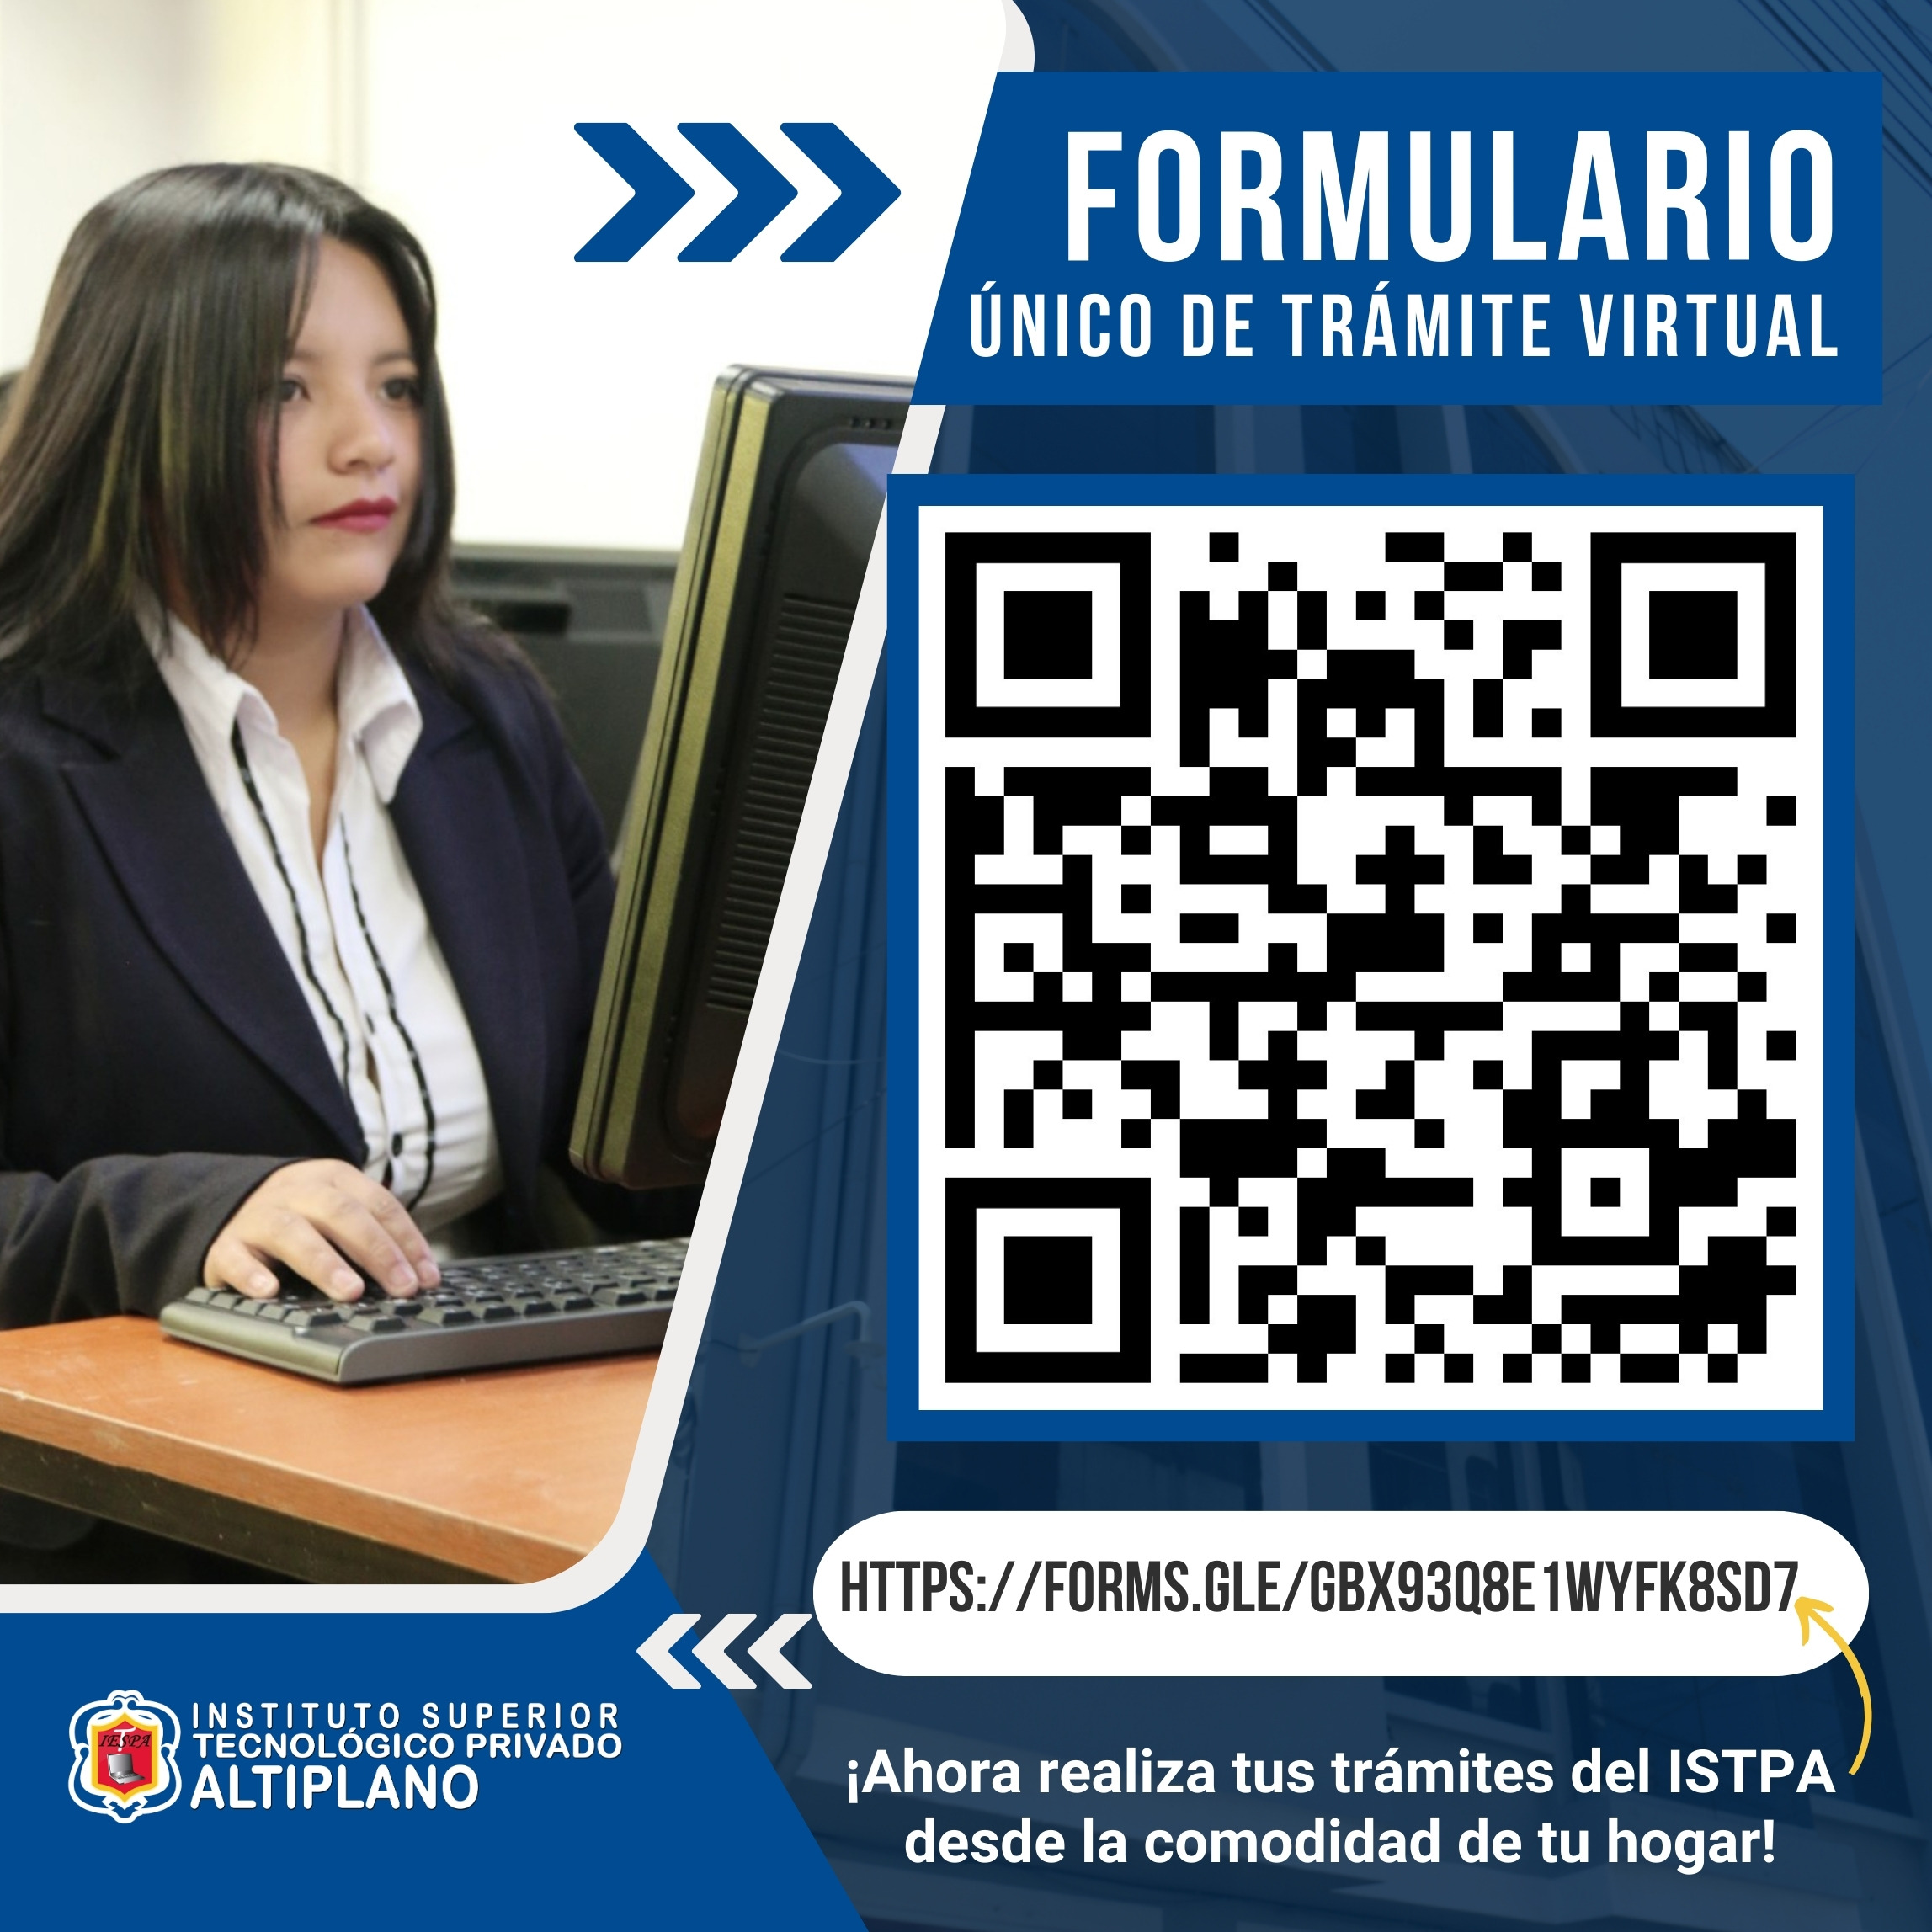 FORMULARIO
ÚNICO DE TRÁMITE VIRTUAL
HTTPS://FORMS.GLE/GBX93Q8E1WYFK8SD7
IESPA
INSTITUTO SUPERIOR
TECNOLÓGICO PRIVADO
ALTIPLANO
¡Ahora realiza tus trámites del ISTPA
desde la comodidad de tu hogar!